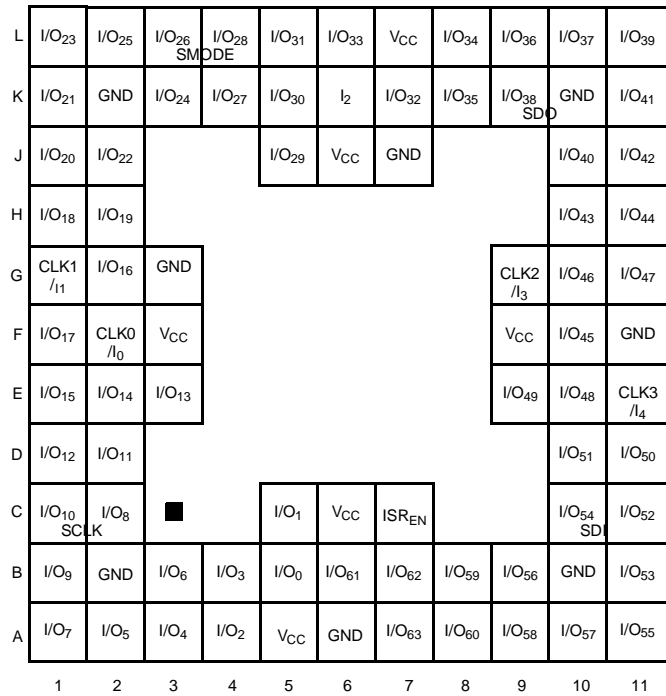 L I/O23 I/O25 I/O26 I/O28 I/O31 I/O33 VCC I/O34 I/O36 I/O37 I/O39
SMODE
K I/O21 GND I/O24 I/O27 I/O30 I2 I/O32 I/O35 I/O38 GND I/O41
SDO
J I/O20 I/O22 I/O29 VCC GND I/O40 I/O42
H I/O18 I/O19 I/O43 I/O44
G CLK1 /I1 I/O16 GND CLK2 /I3 I/O46 I/O47
F I/O17 CLK0 /I0 VCC VCC I/O45 GND
E I/O15 I/O14 I/O13 I/O49 I/O48 CLK3 /I4
D I/O12 I/O11 I/O51 I/O50
C I/O10 I/O8 I/O1 VCC ISREN I/O54 I/O52
SCLK SDI
B I/O9 GND I/O6 I/O3 I/O0 I/O61 I/O62 I/O59 I/O56 GND I/O53
A I/O7 I/O5 I/O4 I/O2 VCC GND I/O63 I/O60 I/O58 I/O57 I/O55
1 2 3 4 5 6 7 8 9 10 11